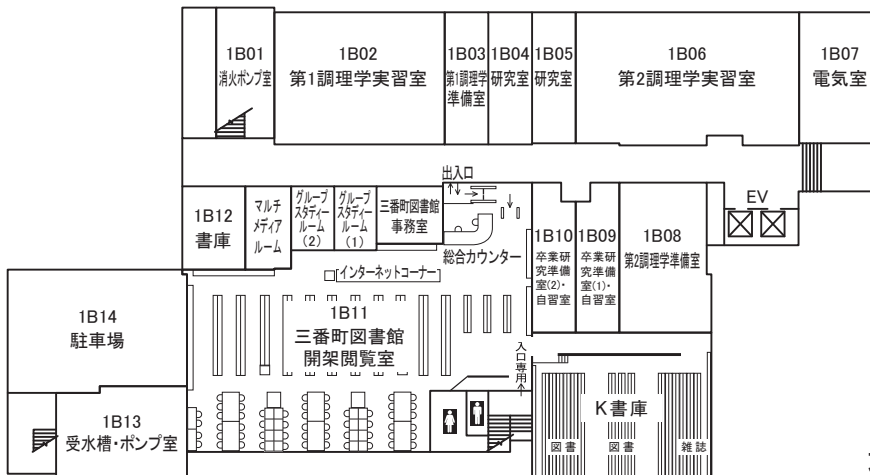 1B01
消火ポンプ室
1B02
第1調理学実習室
1B03
第1調理学
準備室
1B04
研究室
1B05
研究室
1B06
第2調理学実習室
1B07
電気室
出入口
EV
1B12
書庫
マルチ
メディア
ルーム
グループ
スタディー
ルーム
(2)
グループ
スタディー
ルーム
(1)
三番町図書館
事務室
総合カウンター
1B10
卒業研
究準備
室(2)・
自習室
1B09
卒業研
究準備
室(1)・
自習室
1B08
第2調理学準備室
インターネットコーナー
1B14
駐車場
1B11
三番町図書館
開架閲覧室
入口専用
K書庫
1B13
受水槽・ポンプ室
図書
図書
雑誌